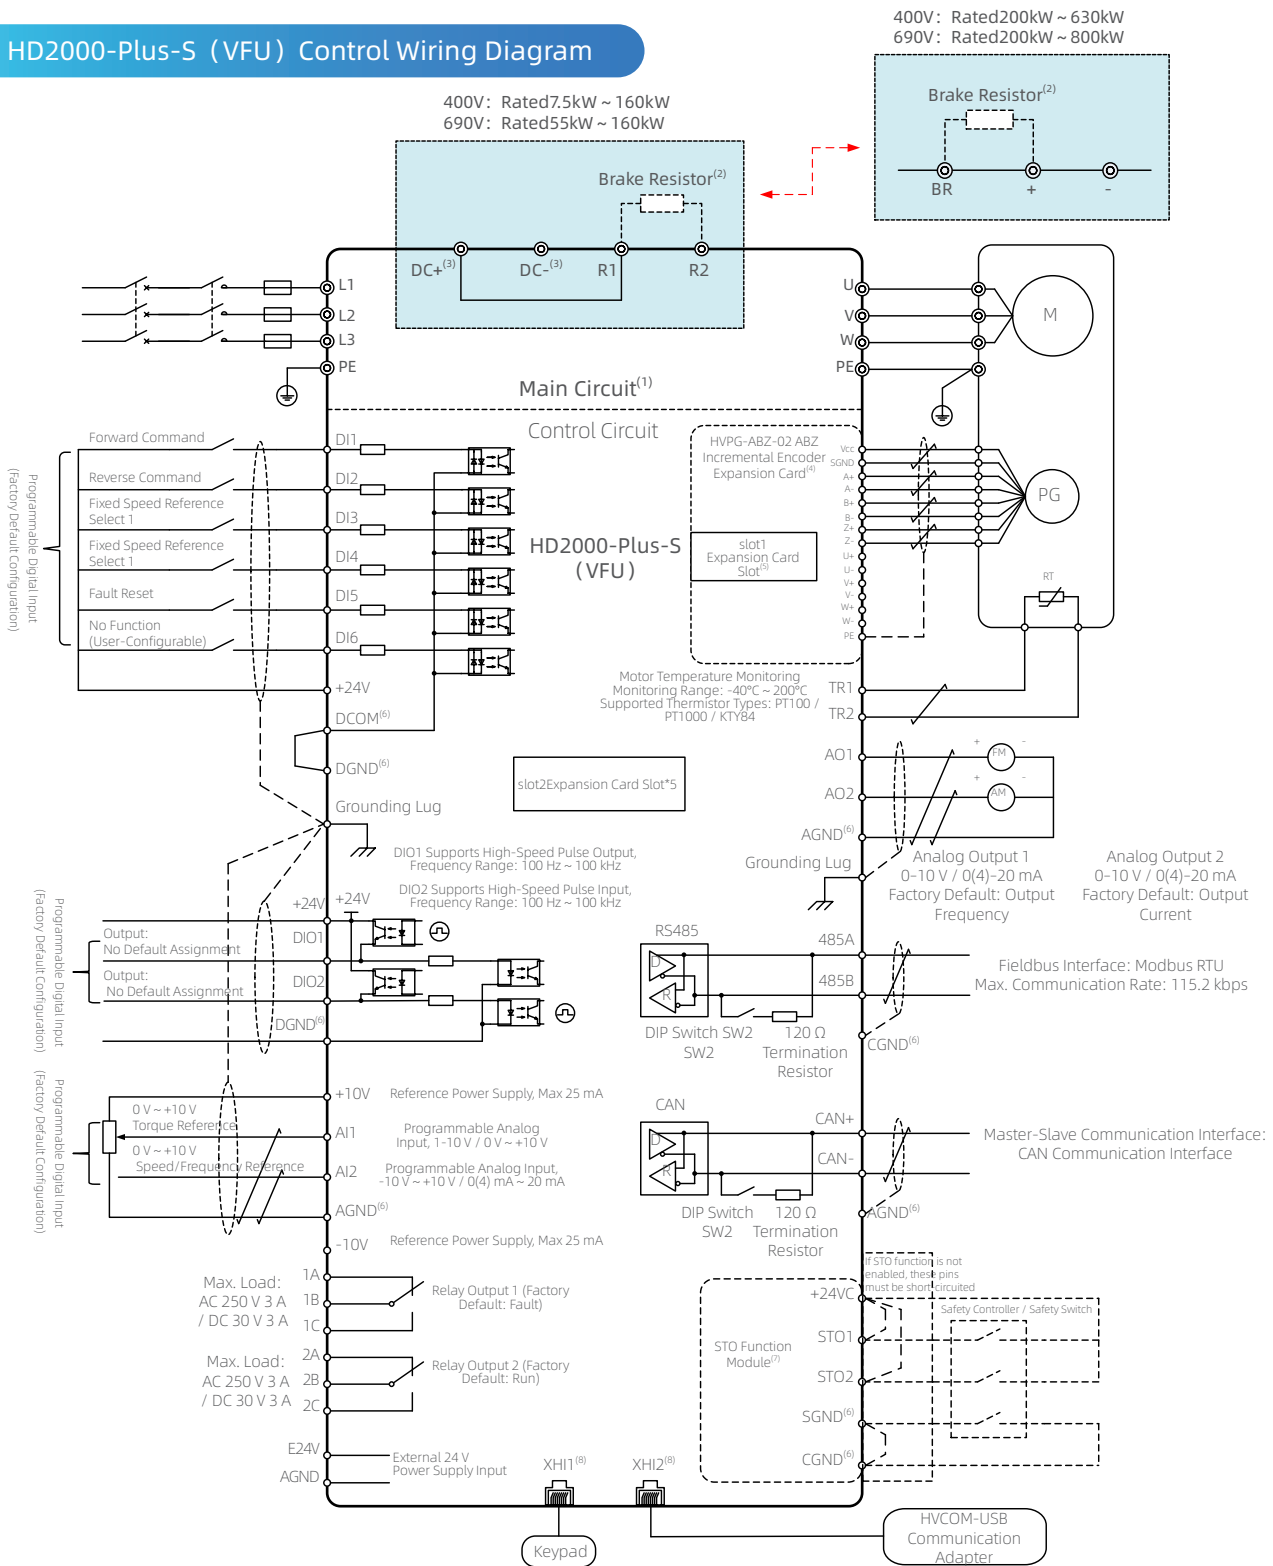 HD2000-Plus-S（VFU）Control Wiring Diagram
400V: Rated200kW ~ 630kW
690V: Rated200kW ~ 800kW
Brake Resistor(2)
BR
+
-
400V: Rated7.5kW ~ 160kW
690V: Rated55kW ~ 160kW
Brake Resistor(2)
DC+(3)
DC-(3)
R1
R2
L1
L2
L3
PE
U
V
W
PE
M
Main Circuit(1)
Control Circuit
HD2000-Plus-S
（VFU）
Programmable Digital Input
(Factory Default Configuration)
Forward Command
Reverse Command
Fixed Speed Reference
Select 1
Fixed Speed Reference
Select 1
Fault Reset
No Function
(User-Configurable)
DI1
DI2
DI3
DI4
DI5
DI6
+24V
DCOM(6)
DGND(6)
Grounding Lug
HVPG-ABZ-02 ABZ
Incremental Encoder
Expansion Card(4)
slot1
Expansion Card
Slot(5)
Vcc
SGND
A+
A-
B+
B-
Z+
Z-
U+
U-
V+
V-
W+
W-
PE
PG
RT
Motor Temperature Monitoring
Monitoring Range: -40°C ~ 200°C
Supported Thermistor Types: PT100 /
PT1000 / KTY84
TR1
TR2
slot2Expansion Card Slot*5
AO1
AO2
AGND(6)
Grounding Lug
+
FM
-
+
AM
-
Analog Output 1
0–10 V / 0(4)–20 mA
Factory Default: Output
Frequency
Analog Output 2
0–10 V / 0(4)–20 mA
Factory Default: Output
Current
DIO1 Supports High-Speed Pulse Output,
Frequency Range: 100 Hz ~ 100 kHz
DIO2 Supports High-Speed Pulse Input,
Frequency Range: 100 Hz ~ 100 kHz
Programmable Digital Input
(Factory Default Configuration)
Output:
No Default Assignment
Output:
No Default Assignment
+24V
+24V
DIO1
DIO2
DGND(6)
RS485
D
R
DIP Switch SW2
SW2
120 Ω
Termination
Resistor
485A
485B
CGND(6)
Fieldbus Interface: Modbus RTU
Max. Communication Rate: 115.2 kbps
Programmable Digital Input
(Factory Default Configuration)
0 V ~ +10 V
Torque Reference
0 V ~ +10 V
Speed/Frequency Reference
+10V
AI1
AI2
AGND(6)
-10V
Reference Power Supply, Max 25 mA
Programmable Analog
Input, 1-10 V / 0 V ~ +10 V
Programmable Analog Input,
-10 V ~ +10 V / 0(4) mA ~ 20 mA
Reference Power Supply, Max 25 mA
CAN
D
R
DIP Switch
SW2
120 Ω
Termination
Resistor
CAN+
CAN-
AGND(6)
Master-Slave Communication Interface:
CAN Communication Interface
Max. Load:
AC 250 V 3 A
/ DC 30 V 3 A
1A
1B
1C
Relay Output 1 (Factory
Default: Fault)
Max. Load:
AC 250 V 3 A
/ DC 30 V 3 A
2A
2B
2C
Relay Output 2 (Factory
Default: Run)
E24V
AGND
External 24 V
Power Supply Input
STO Function
Module(7)
If STO function is not
enabled, these pins
must be short-circuited
+24VC
STO1
STO2
SGND(6)
CGND(6)
Safety Controller / Safety Switch
XHI1(8)
XHI2(8)
Keypad
HVCOM-USB
Communication
Adapter